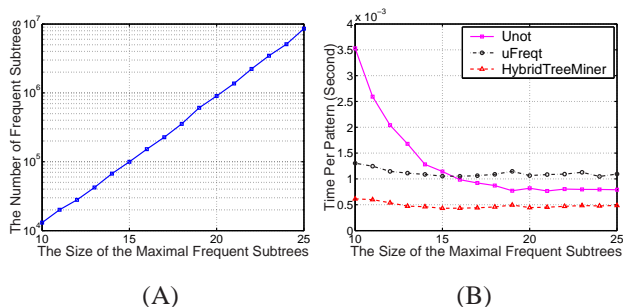 The Number of Frequent Subtrees
10^7
10^6
10^5
10^4
10
15
20
25
The Size of the Maximal Frequent Subtrees
(A)
x 10^-3
Time Per Pattern (Second)
4
3.5
3
2.5
2
1.5
1
0.5
0
10
15
20
25
The Size of the Maximal Frequent Subtrees
Unot
uFreqt
HybridTreeMiner
(B)